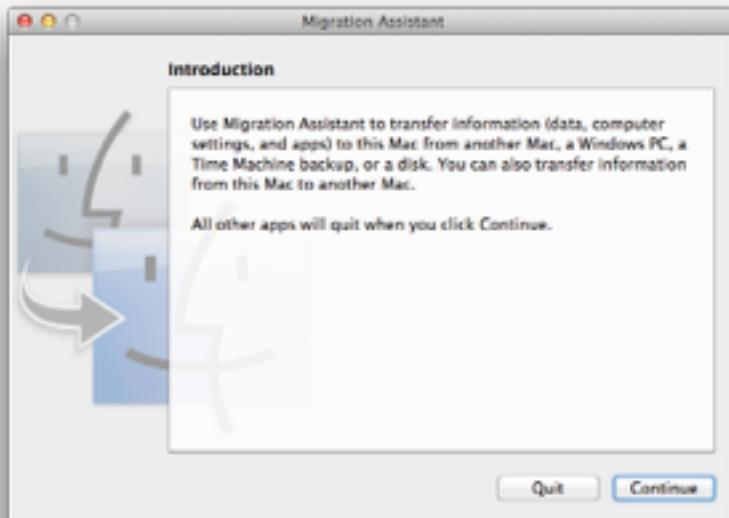 Migration Assistant
Introduction
Use Migration Assistant to transfer information (data, computer
settings, and apps) to this Mac from another Mac, a Windows PC, a
Time Machine backup, or a disk. You can also transfer information
from this Mac to another Mac.
All other apps will quit when you click Continue.
Quit
Continue